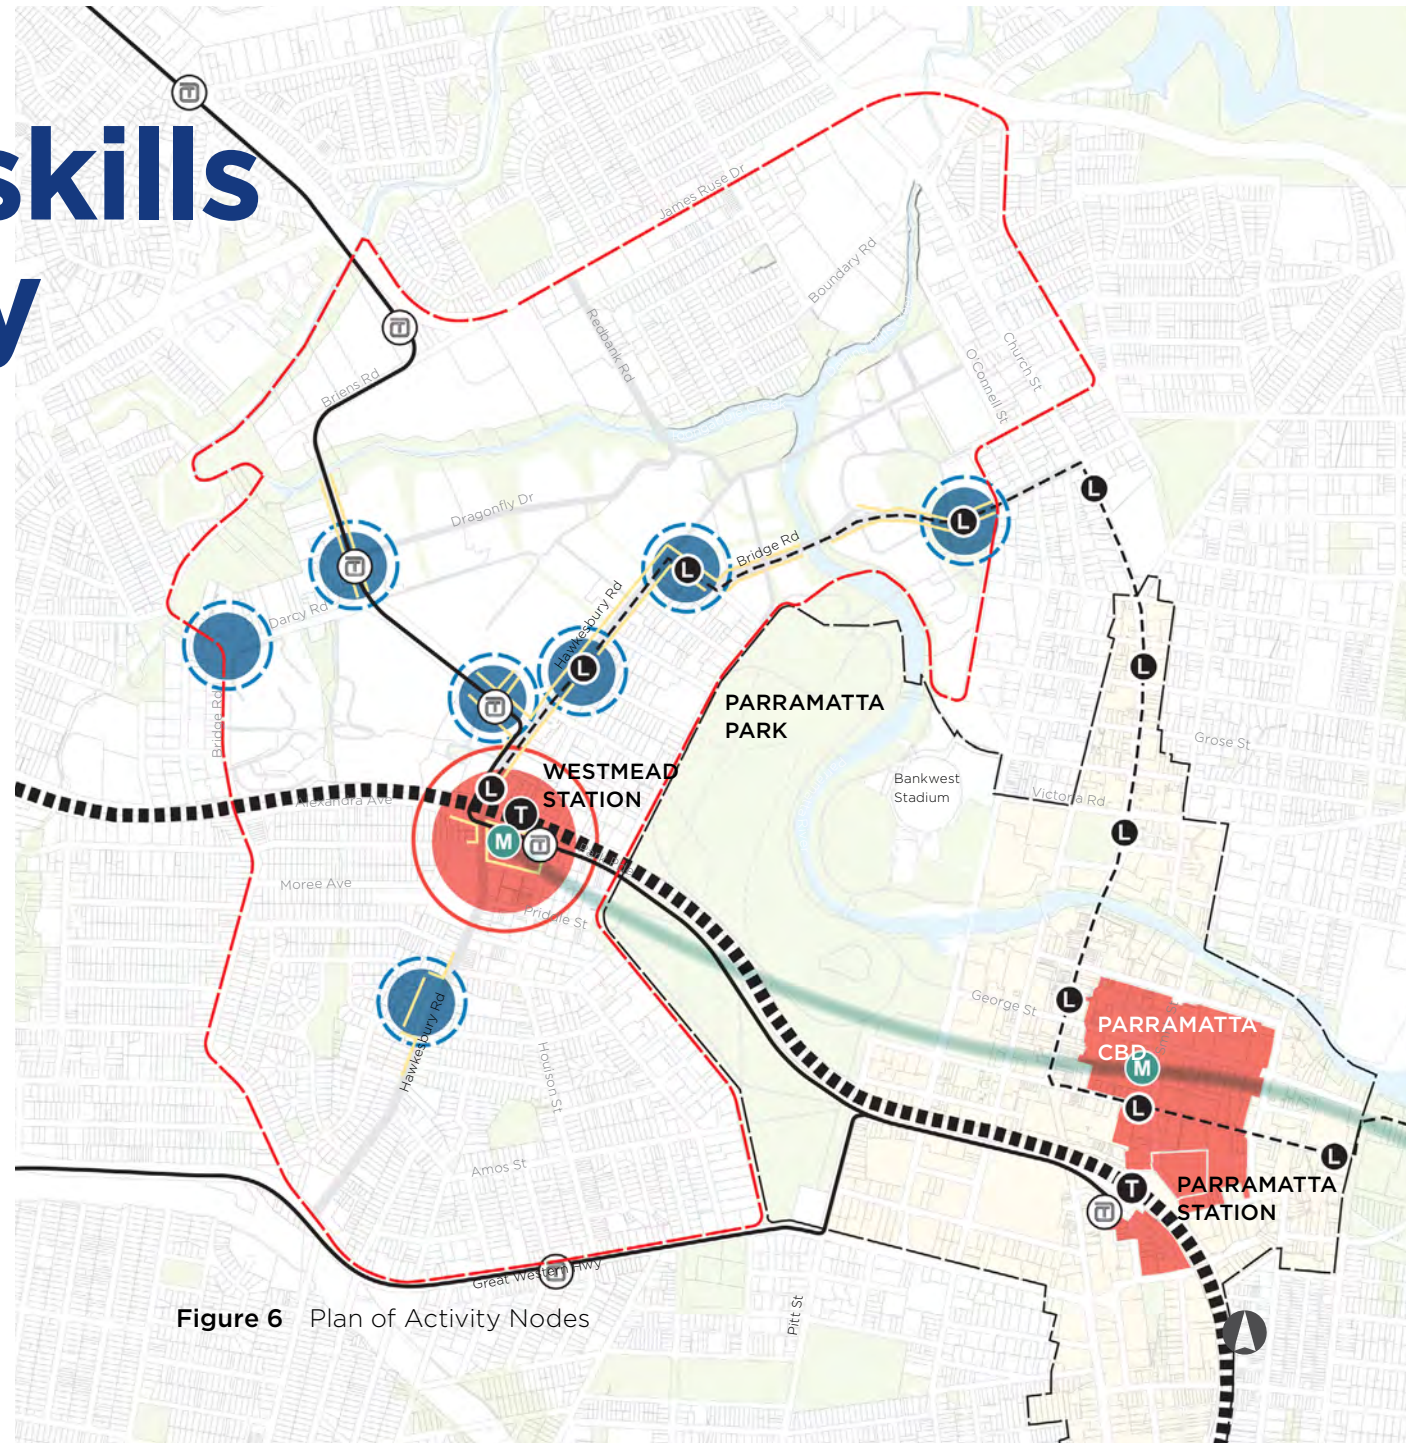 skills
y
James Ruse Dr
Boundary Rd
Redbank Rd
Church St
O'Connell St
Briens Rd
Dragonfly Dr
Bridge Rd
L
L
L
L
Hawkesbury Rd
Darcy Rd
L
Bridge Rd
PARRAMATTA
PARK
Grose St
WESTMEAD
STATION
Bankwest
Stadium
Victoria Rd
Alexandra Ave
L
T
M
L
Moree Ave
Priddle St
George St
L
PARRAMATTA
CBD
M
L
Hawkesbury Rd
Houison St
Amos St
L
T
PARRAMATTA
STATION
Great Western Hwy
Pitt St
Figure 6 Plan of Activity Nodes